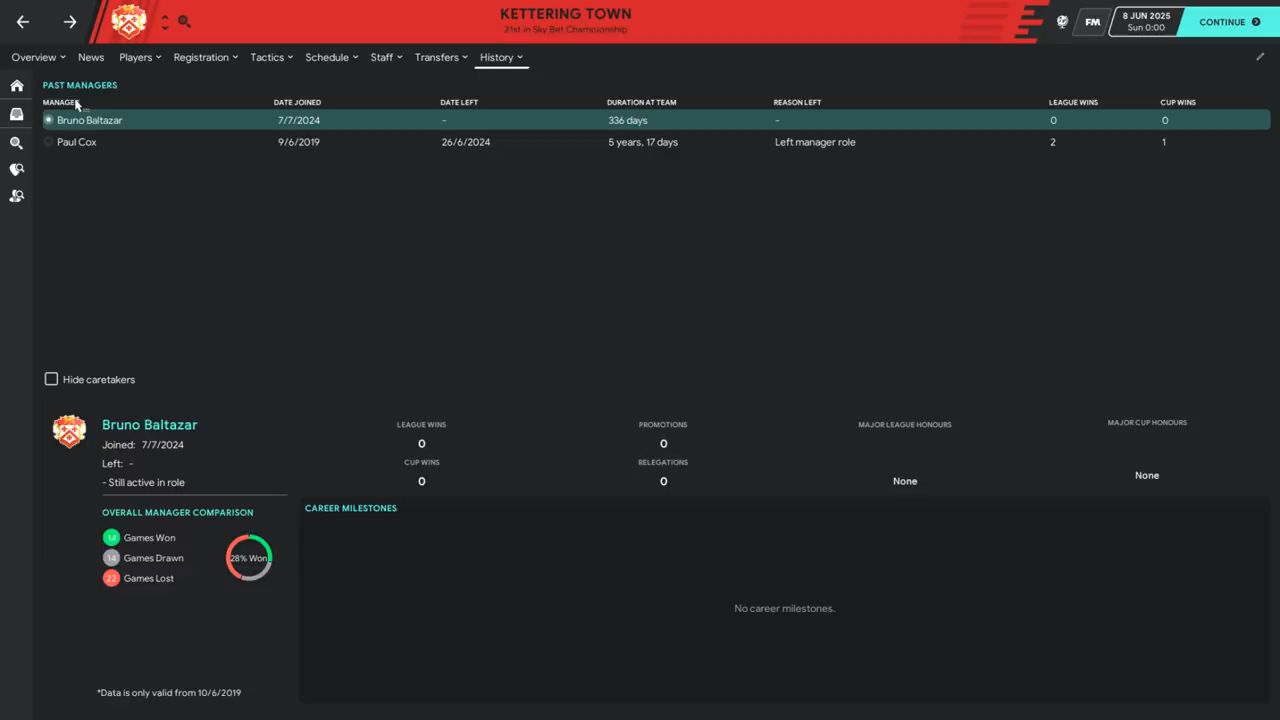 KETTERING TOWN
21st in Sky Bet Championship
FM
8 JUN 2025
Sun 0:00
CONTINUE
Overview
News
Players
Registration
Tactics
Schedule
Staff
Transfers
History
PAST MANAGERS
MANAGER DATE JOINED DATE LEFT DURATION AT TEAM REASON LEFT LEAGUE WINS CUP WINS
Bruno Baltazar 7/7/2024 - 336 days - 0 0
Paul Cox 9/6/2019 26/6/2024 5 years, 17 days Left manager role 2 1
Hide caretakers
Bruno Baltazar
Joined: 7/7/2024
Left: -
- Still active in role
LEAGUE WINS
0
CUP WINS
0
PROMOTIONS
0
RELEGATIONS
0
MAJOR LEAGUE HONOURS
None
MAJOR CUP HONOURS
None
OVERALL MANAGER COMPARISON
14 Games Won
14 Games Drawn
22 Games Lost
28% Won
*Data is only valid from 10/6/2019
CAREER MILESTONES
No career milestones.